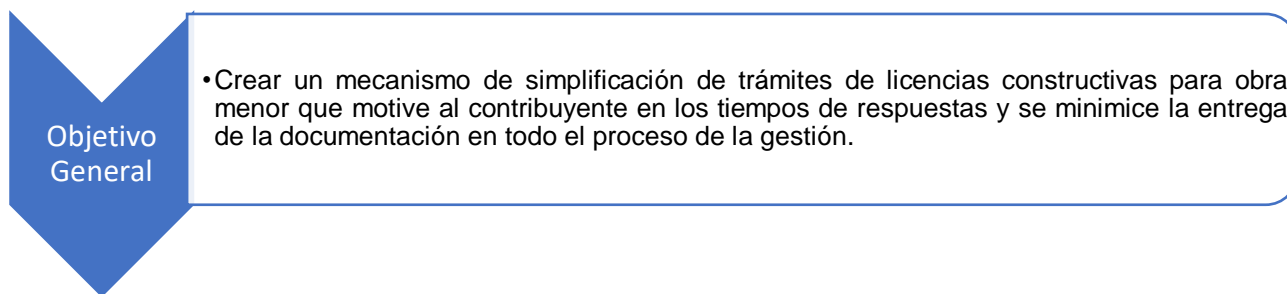 Objetivo
General
•Crear un mecanismo de simplificación de trámites de licencias constructivas para obra
menor que motive al contribuyente en los tiempos de respuestas y se minimice la entrega
de la documentación en todo el proceso de la gestión.